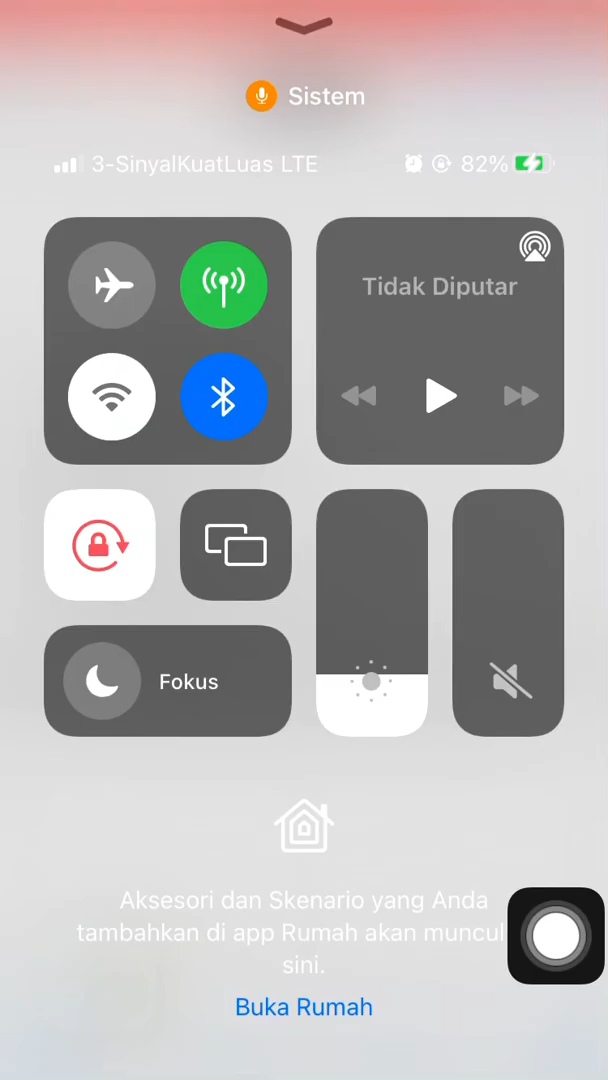 Sistem
3-SinyalKuatLuas LTE 82%
Tidak Diputar
Fokus
Aksesori dan Skenario yang Anda
tambahkan di app Rumah akan muncul
sini.
Buka Rumah